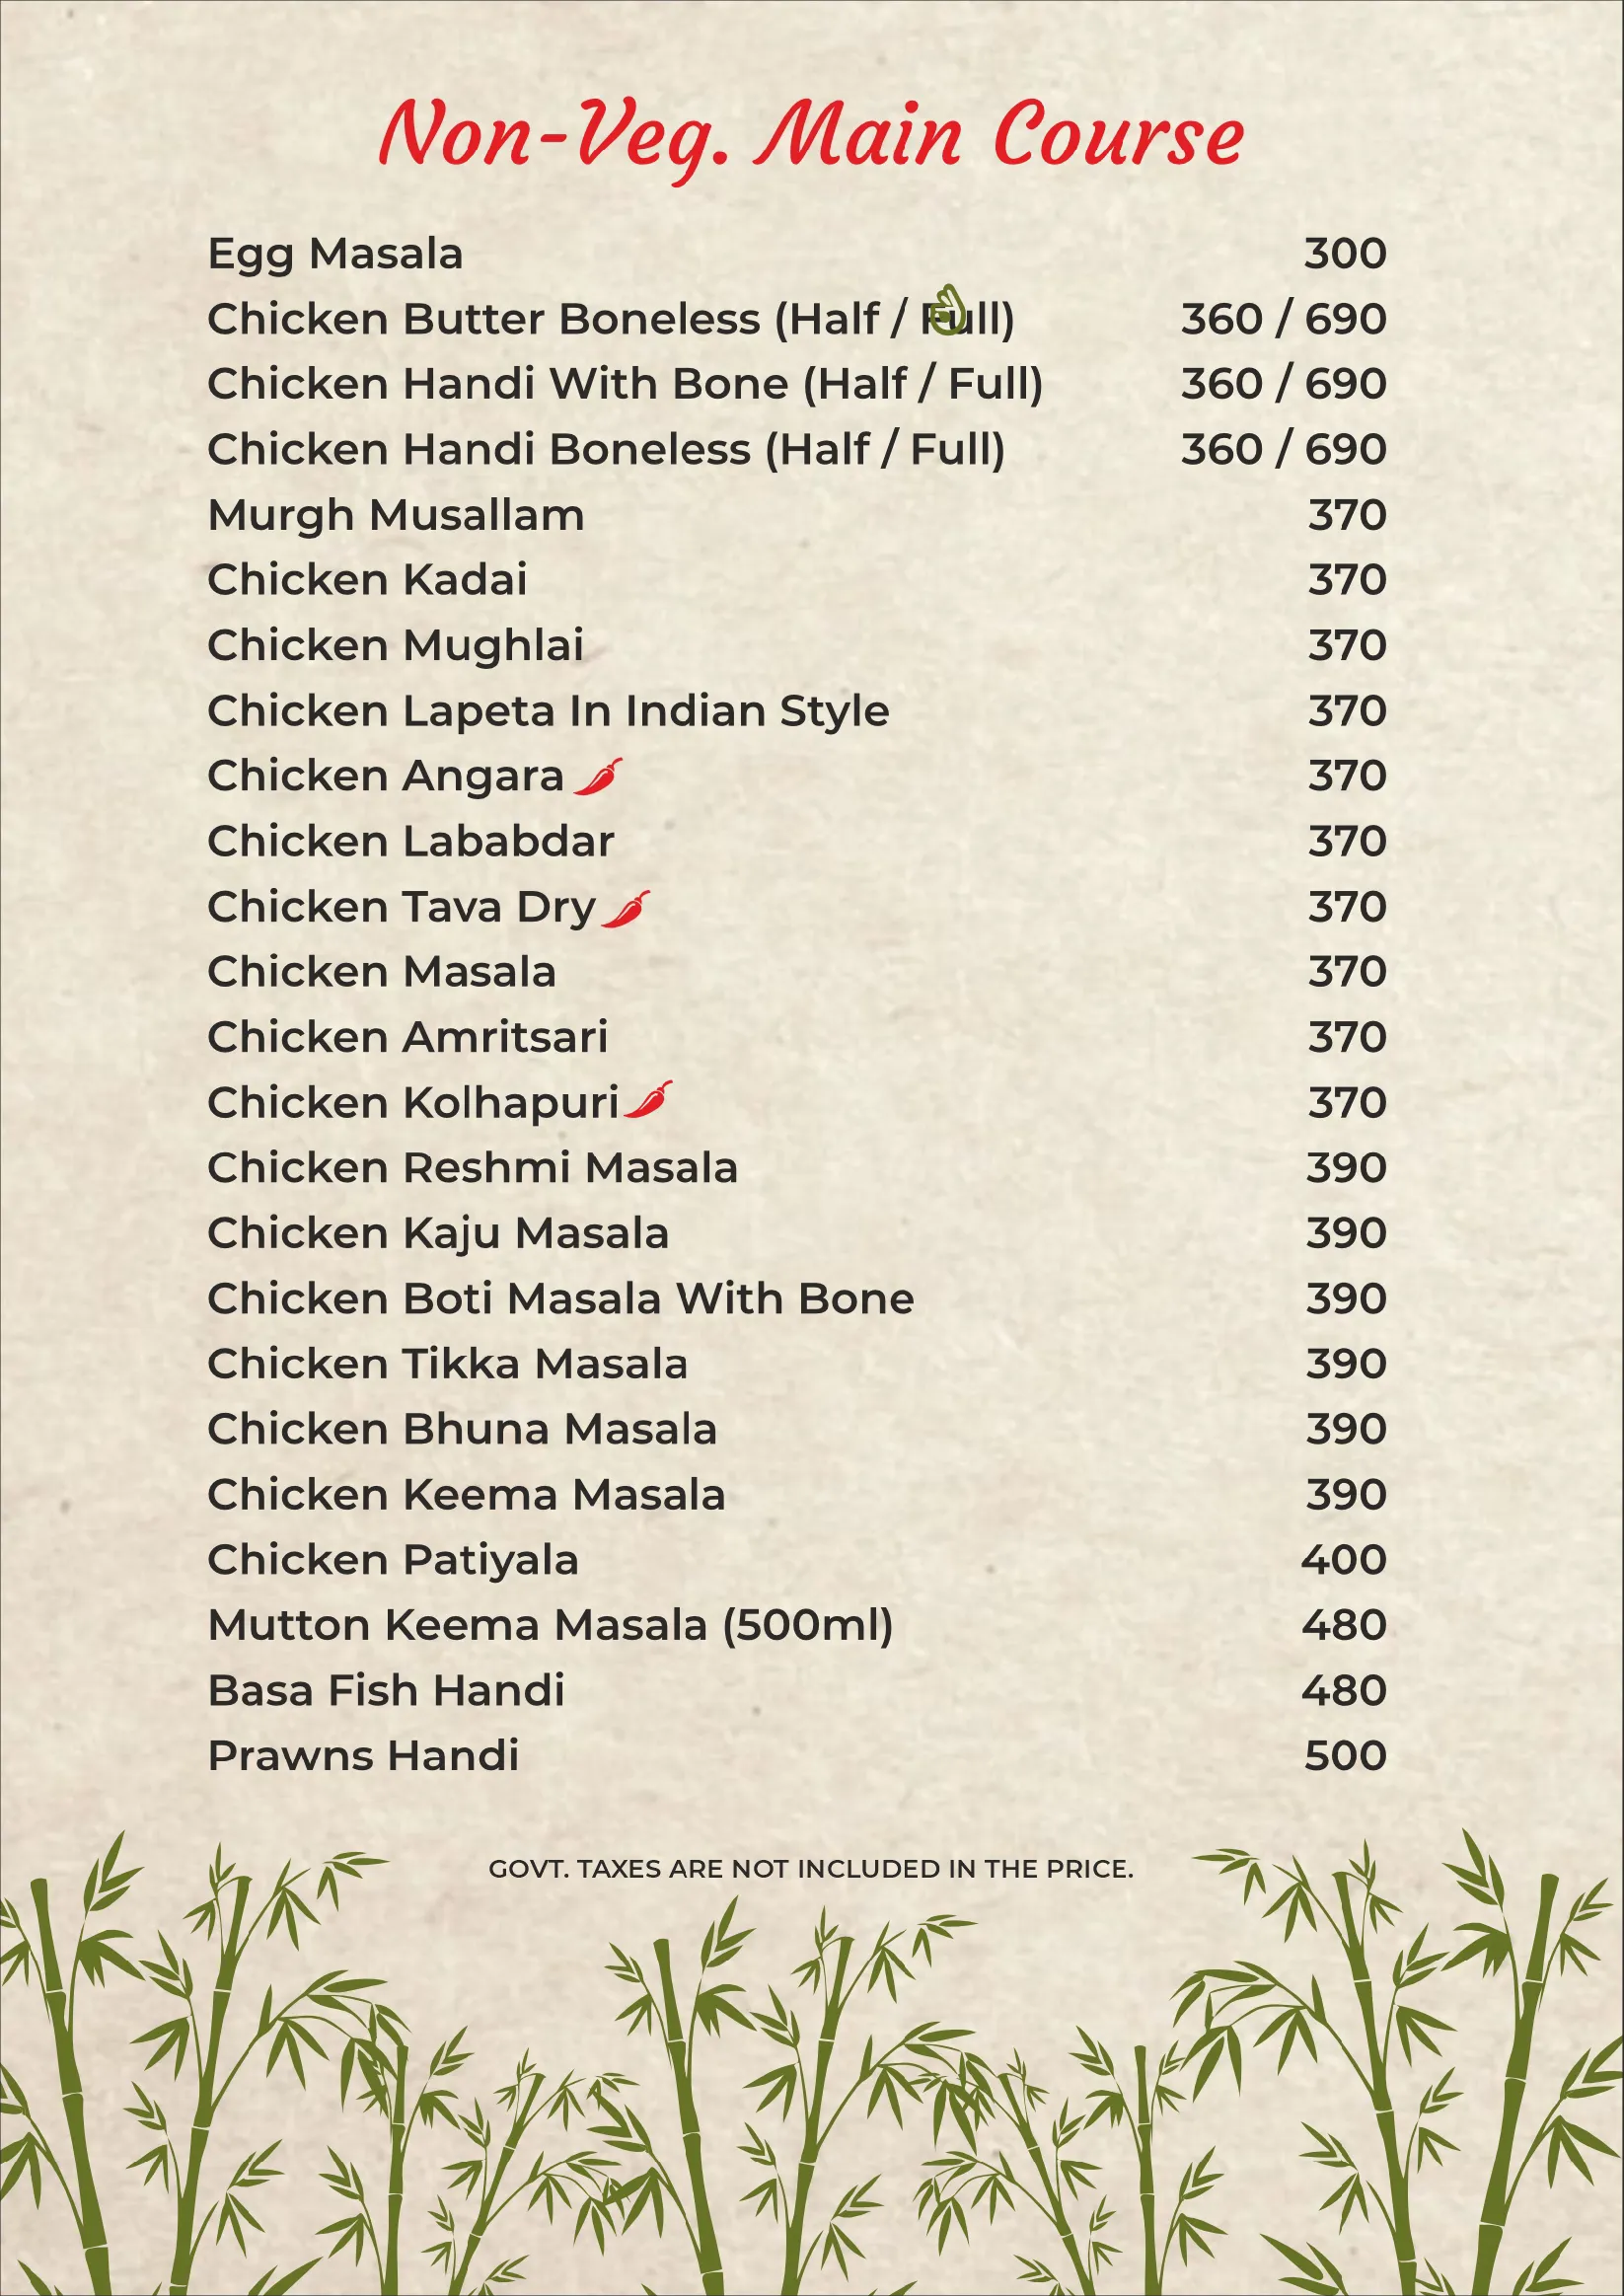 Non-Veg. Main Course
Egg Masala 300
Chicken Butter Boneless (Half / Full) 360 / 690
Chicken Handi With Bone (Half / Full) 360 / 690
Chicken Handi Boneless (Half / Full) 360 / 690
Murgh Musallam 370
Chicken Kadai 370
Chicken Mughlai 370
Chicken Lapeta In Indian Style 370
Chicken Angara 370
Chicken Lababdar 370
Chicken Tava Dry 370
Chicken Masala 370
Chicken Amritsari 370
Chicken Kolhapuri 370
Chicken Reshmi Masala 390
Chicken Kaju Masala 390
Chicken Boti Masala With Bone 390
Chicken Tikka Masala 390
Chicken Bhuna Masala 390
Chicken Keema Masala 390
Chicken Patiyala 400
Mutton Keema Masala (500ml) 480
Basa Fish Handi 480
Prawns Handi 500
GOVT. TAXES ARE NOT INCLUDED IN THE PRICE.